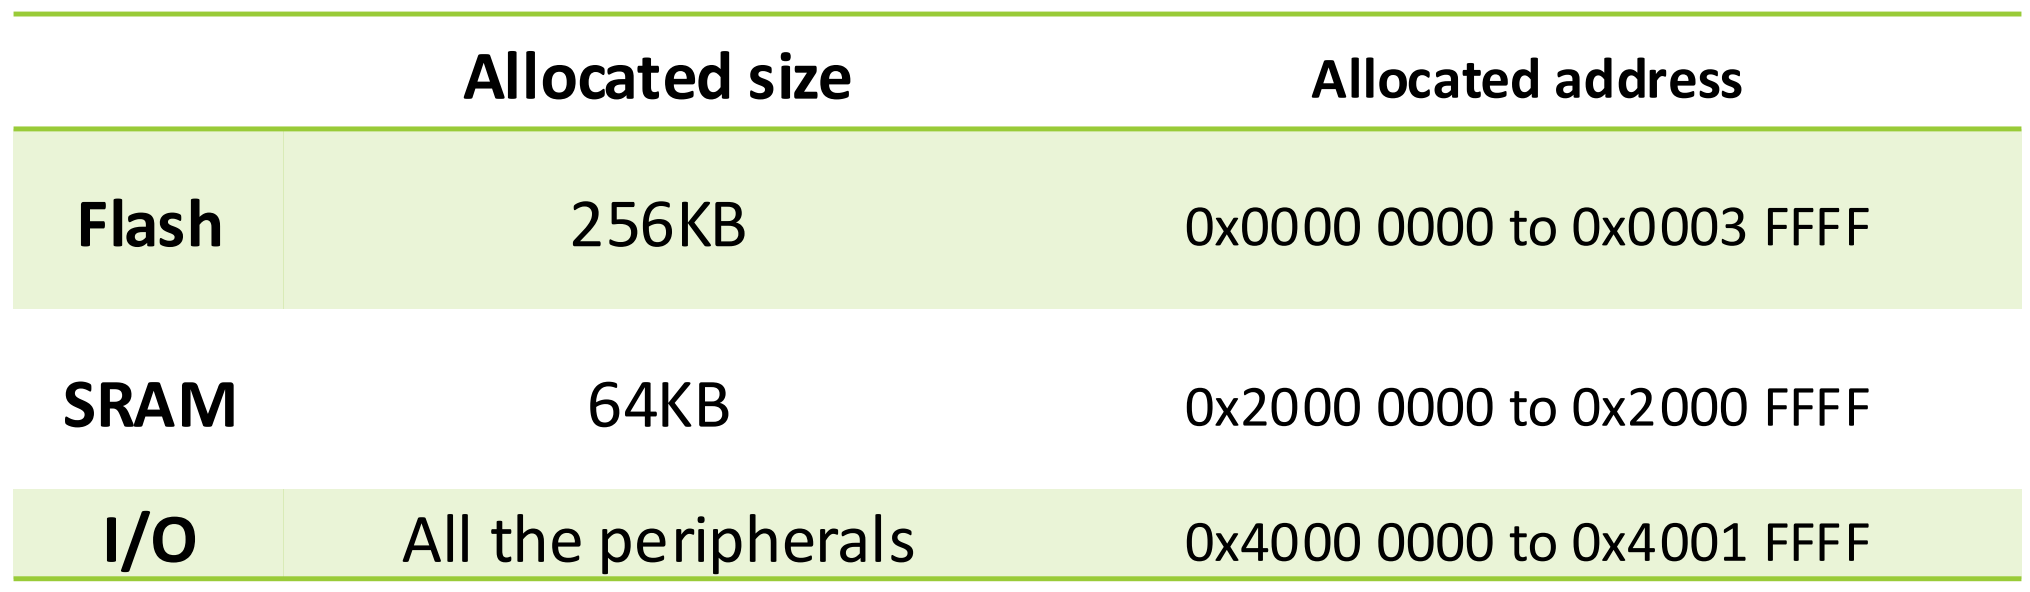 Allocated size Allocated address
Flash 256KB 0x0000 0000 to 0x0003 FFFF
SRAM 64KB 0x2000 0000 to 0x2000 FFFF
I/O All the peripherals 0x4000 0000 to 0x4001 FFFF